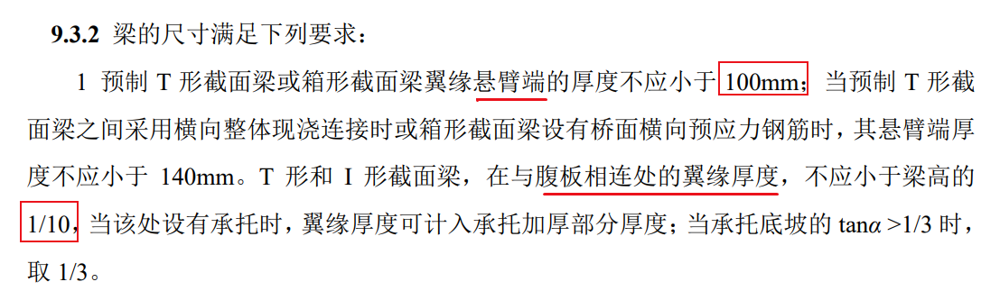 9.3.2 梁的尺寸满足下列要求：
1 预制 T 形截面梁或箱形截面梁翼缘悬臂端的厚度不应小于 100mm；当预制 T 形截
面梁之间采用横向整体现浇连接时或箱形截面梁设有桥面横向预应力钢筋时，其悬臂端厚
度不应小于 140mm。T 形和 I 形截面梁，在与腹板相连处的翼缘厚度，不应小于梁高的
1/10，当该处设有承托时，翼缘厚度可计入承托加厚部分厚度；当承托底坡的 tanα >1/3 时，
取 1/3。